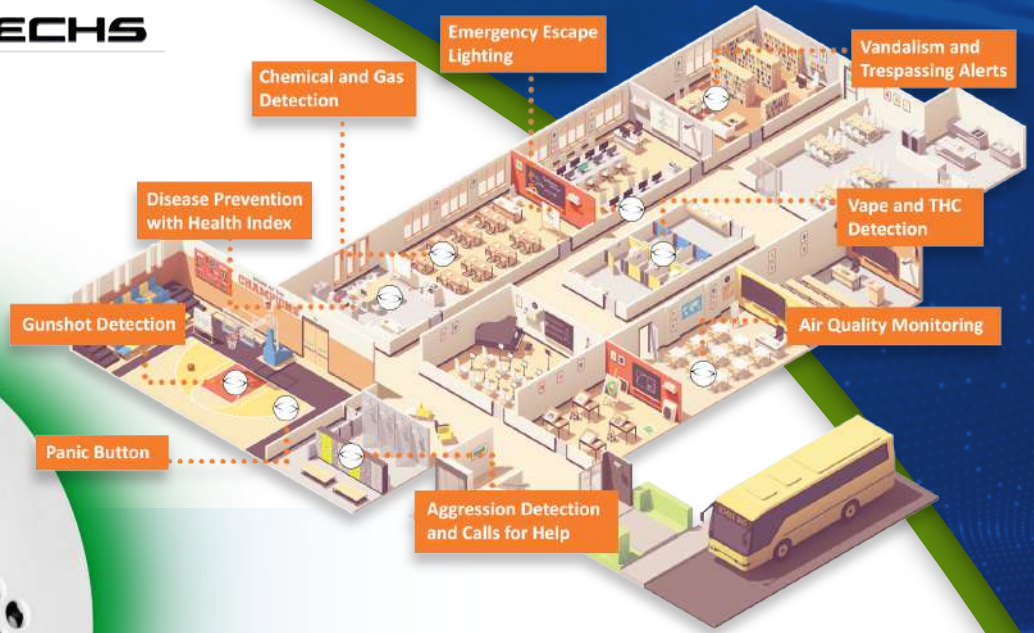 ECHS
Emergency Escape
Lighting
Vandalism and
Trespassing Alerts
Chemical and Gas
Detection
Disease Prevention
with Health Index
Vape and THC
Detection
Gunshot Detection
Air Quality Monitoring
Panic Button
Aggression Detection
and Calls for Help